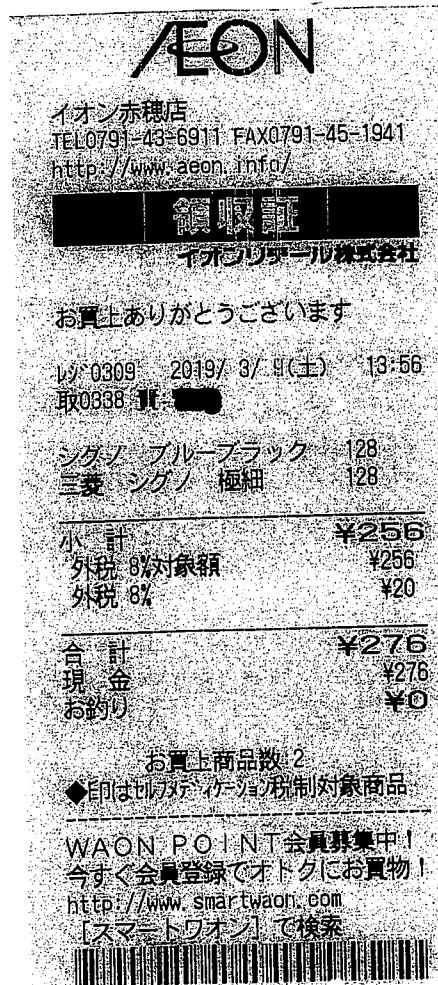 ÆON
イオン赤穂店
TEL0791-43-6911 FAX0791-45-1941
http://www.aeon.info/
領収証
イオンリテール株式会社
お買上ありがとうございます
ﾚｼﾞ0309 2019/ 3/ 9(土) 13:56
取0338 責:
シグノ ブルーブラック 128
三菱 シグノ 極細 128
小 計 ¥256
外税 8%対象額 ¥256
外税 8% ¥20
合 計 ¥276
現 金 ¥276
お釣り ¥0
お買上商品数 2
◆印はｾﾙﾌﾒﾃﾞｨｹｰｼｮﾝ税制対象商品
WAON POINT会員募集中！
今すぐ会員登録でオトクにお買物！
http://www.smartwaon.com
[スマートワオン] で検索